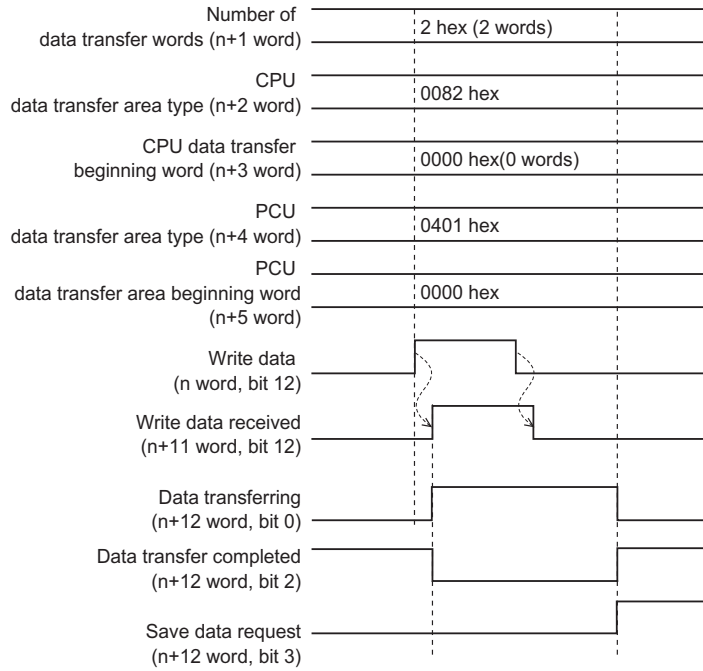 Number of
data transfer words (n+1 word)
2 hex (2 words)
CPU
data transfer area type (n+2 word)
0082 hex
CPU data transfer
beginning word (n+3 word)
0000 hex(0 words)
PCU
data transfer area type (n+4 word)
0401 hex
PCU
data transfer area beginning word
(n+5 word)
0000 hex
Write data
(n word, bit 12)
Write data received
(n+11 word, bit 12)
Data transferring
(n+12 word, bit 0)
Data transfer completed
(n+12 word, bit 2)
Save data request
(n+12 word, bit 3)